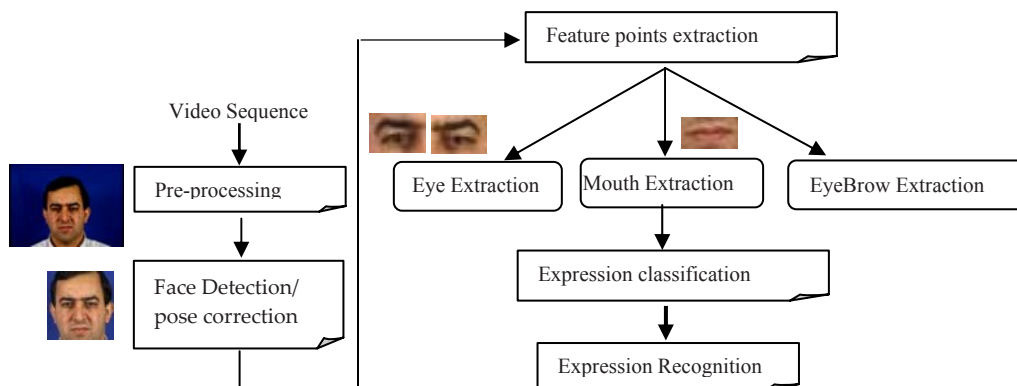 Video Sequence
Pre-processing
Face Detection/
pose correction
Feature points extraction
Eye Extraction
Mouth Extraction
EyeBrow Extraction
Expression classification
Expression Recognition